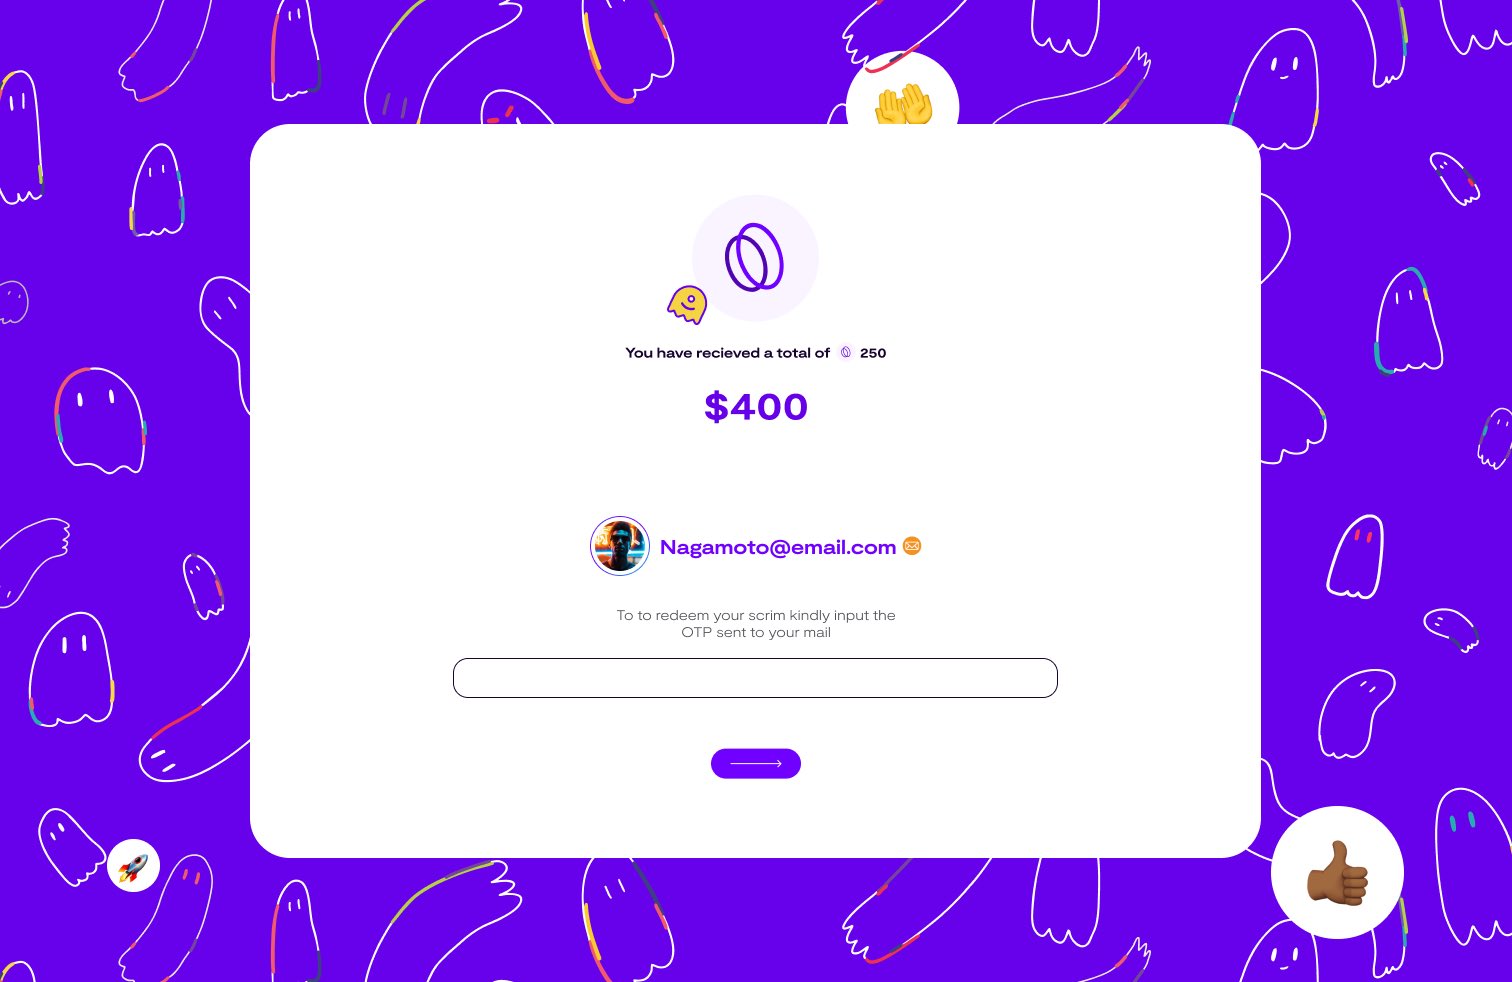 You have recieved a total of 250
$400
Nagamoto@email.com
To to redeem your scrim kindly input the
OTP sent to your mail